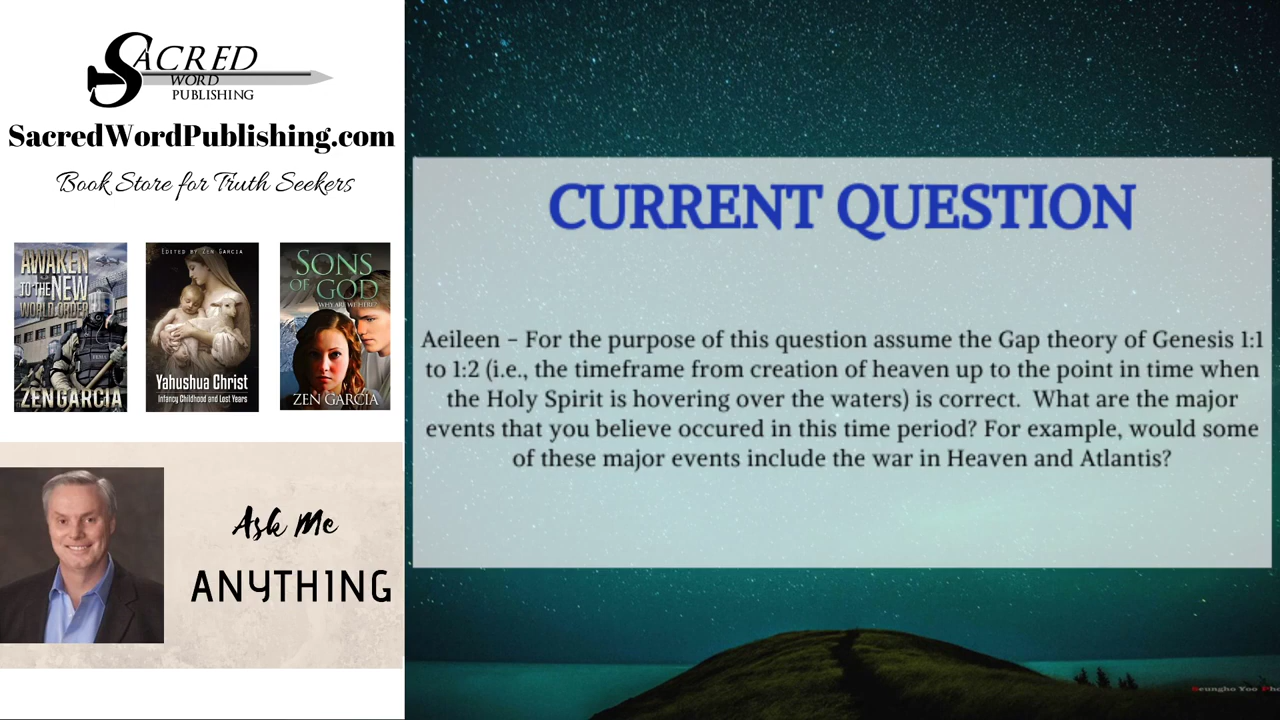 SACRED
WORD
PUBLISHING
SacredWordPublishing.com
Book Store for Truth Seekers
AWAKEN
TO THE NEW
WORLD ORDER
ZEN GARCIA
EDITED BY ZEN GARCIA
Yahushua Christ
Infancy Childhood and Lost Years
SONS
OF GOD
WHY ARE WE HERE?
ZEN GARCIA
Ask Me
ANYTHING
CURRENT QUESTION
Aeileen – For the purpose of this question assume the Gap theory of Genesis 1:1
to 1:2 (i.e., the timeframe from creation of heaven up to the point in time when
the Holy Spirit is hovering over the waters) is correct. What are the major
events that you believe occured in this time period? For example, would some
of these major events include the war in Heaven and Atlantis?
Seungho Yoo Pho